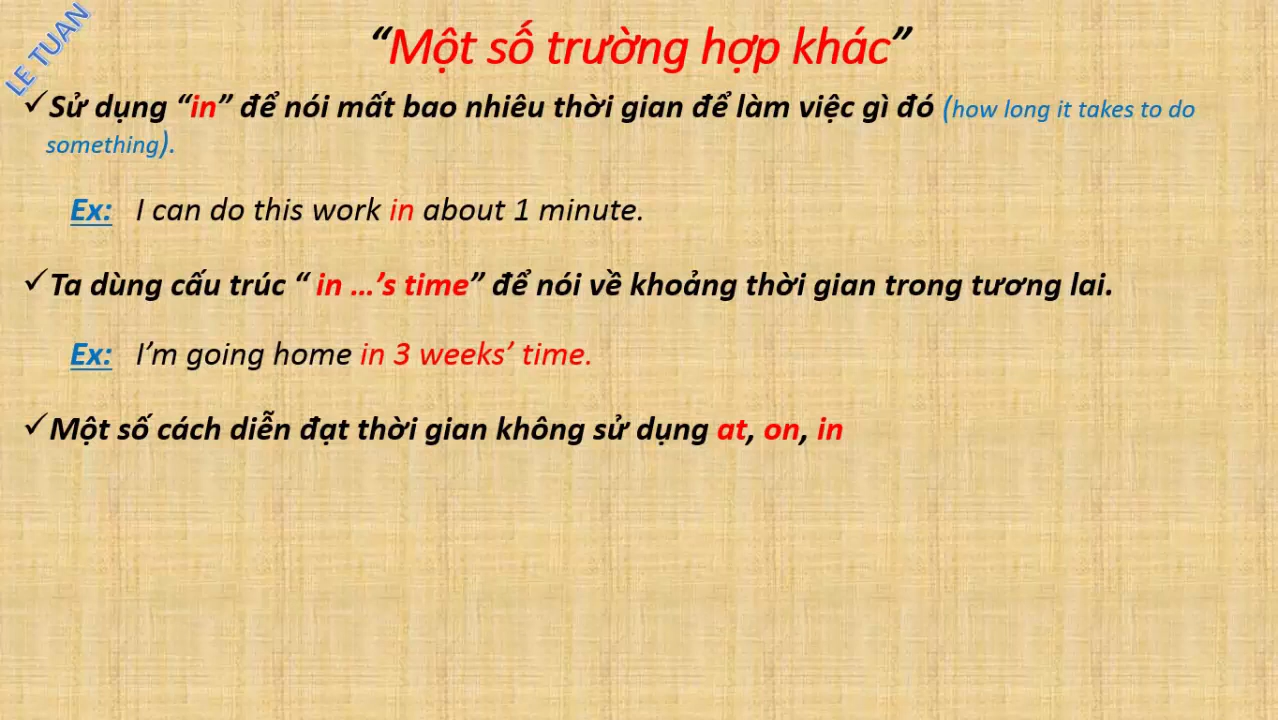 LE TUAN
“Một số trường hợp khác”
✓Sử dụng “in” để nói mất bao nhiêu thời gian để làm việc gì đó (how long it takes to do
something).
Ex: I can do this work in about 1 minute.
✓Ta dùng cấu trúc “ in ...’s time” để nói về khoảng thời gian trong tương lai.
Ex: I’m going home in 3 weeks’ time.
✓Một số cách diễn đạt thời gian không sử dụng at, on, in